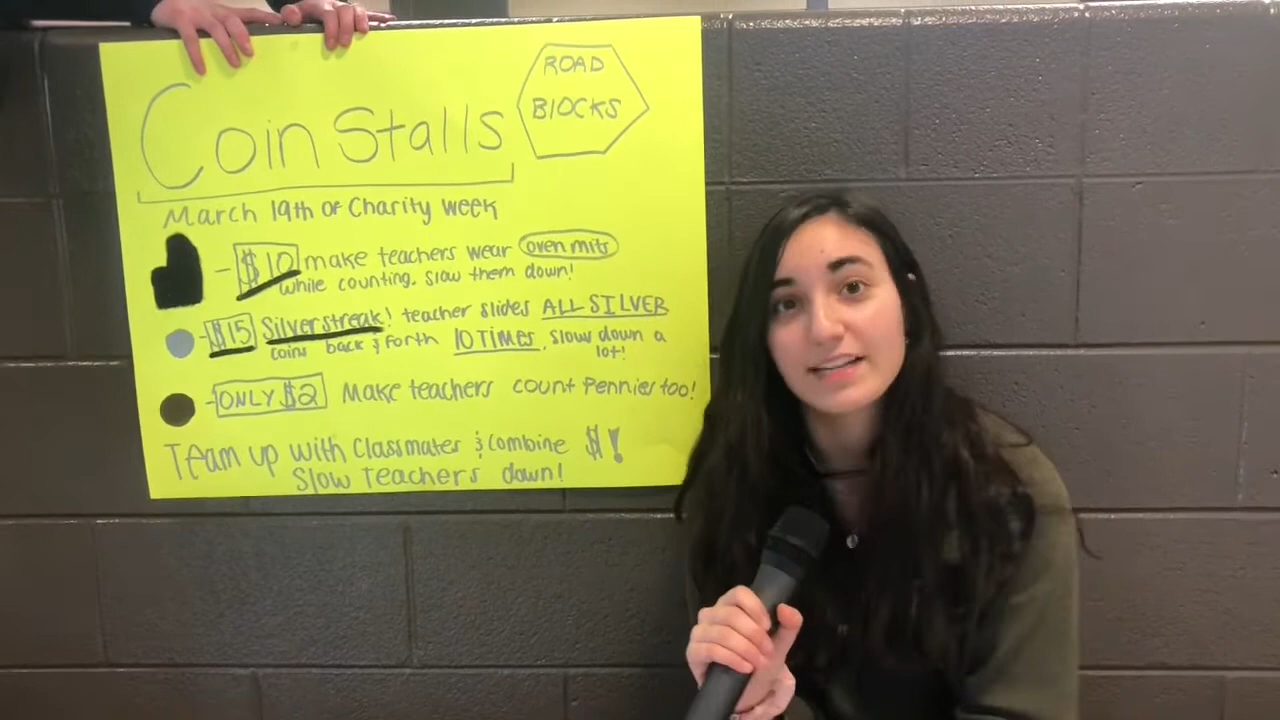 ROAD
BlOCKS
Coin Stalls
March 19th of Charity Week
- $10 make teachers wear oven mits
while counting. slow them down!
- $15 Silver streak! teacher slides ALL SILVER
coins back & forth 10 TIMES, slow down a
lot!
- ONLY $2 Make teachers count Pennies too!
Team up with Classmates & Combine $!
Slow Teachers down!